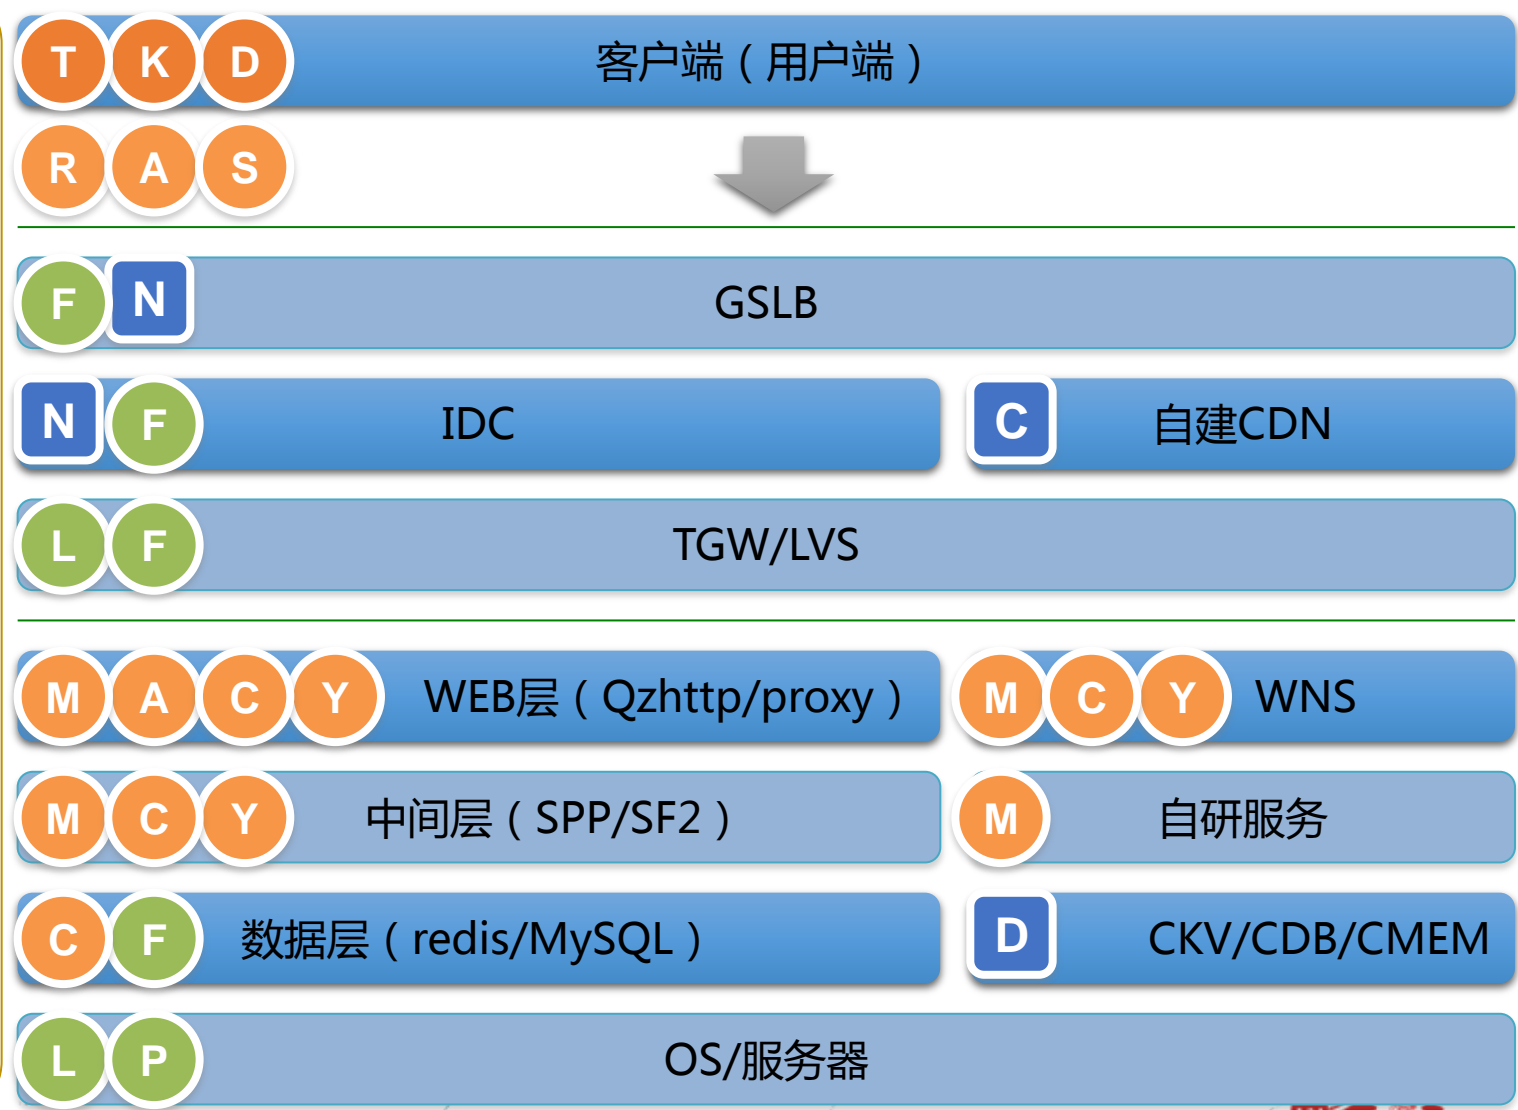 T K D 客户端（用户端）
R A S
F N GSLB
N F IDC C 自建CDN
L F TGW/LVS
M A C Y WEB层（Qzhttp/proxy） M C Y WNS
M C Y 中间层（SPP/SF2） M 自研服务
C F 数据层（redis/MySQL） D CKV/CDB/CMEM
L P OS/服务器